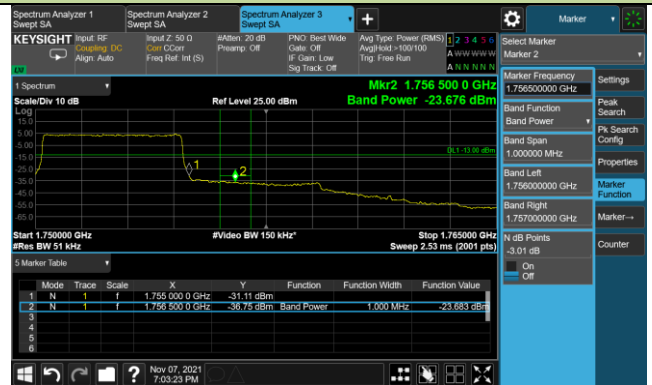 Spectrum Analyzer 1 Spectrum Analyzer 2 Spectrum Analyzer 3 Marker
Swept SA Swept SA Swept SA
KEYSIGHT Input: RF Input Z: 50 Ω #Atten: 20 dB PNO: Best Wide Avg Type: Power (RMS) 1 2 3 4 5 6
Coupling: DC Corr CCorr Preamp: Off Gate: Off Avg|Hold:>100/100 A W W W W W
Align: Auto Freq Ref: Int (S) IF Gain: Low Trig: Free Run
Sig Track: Off A N N N N N
Select Marker
Marker 2
1 Spectrum Mkr2 1.756 500 0 GHz
Scale/Div 10 dB Ref Level 25.00 dBm Band Power -23.676 dBm
Log
15.0
5.00
-5.00
-15.0 DL1 -13.00 dBm
-25.0
-35.0
-45.0
-55.0
-65.0
1
2
Start 1.750000 GHz #Video BW 150 kHz* Stop 1.765000 GHz
#Res BW 51 kHz Sweep 2.53 ms (2001 pts)
5 Marker Table
Mode Trace Scale X Y Function Function Width Function Value
1 N 1 f 1.755 000 0 GHz -31.11 dBm
2 N 1 f 1.756 500 0 GHz -36.75 dBm Band Power 1.000 MHz -23.683 dBm
3
4
5
6
Nov 07, 2021
7:03:23 PM
Marker Frequency
1.756500000 GHz
Band Function
Band Power
Band Span
1.000000 MHz
Band Left
1.756000000 GHz
Band Right
1.757000000 GHz
N dB Points
-3.01 dB
On
Off
Settings
Peak
Search
Pk Search
Config
Properties
Marker
Function
Marker→
Counter